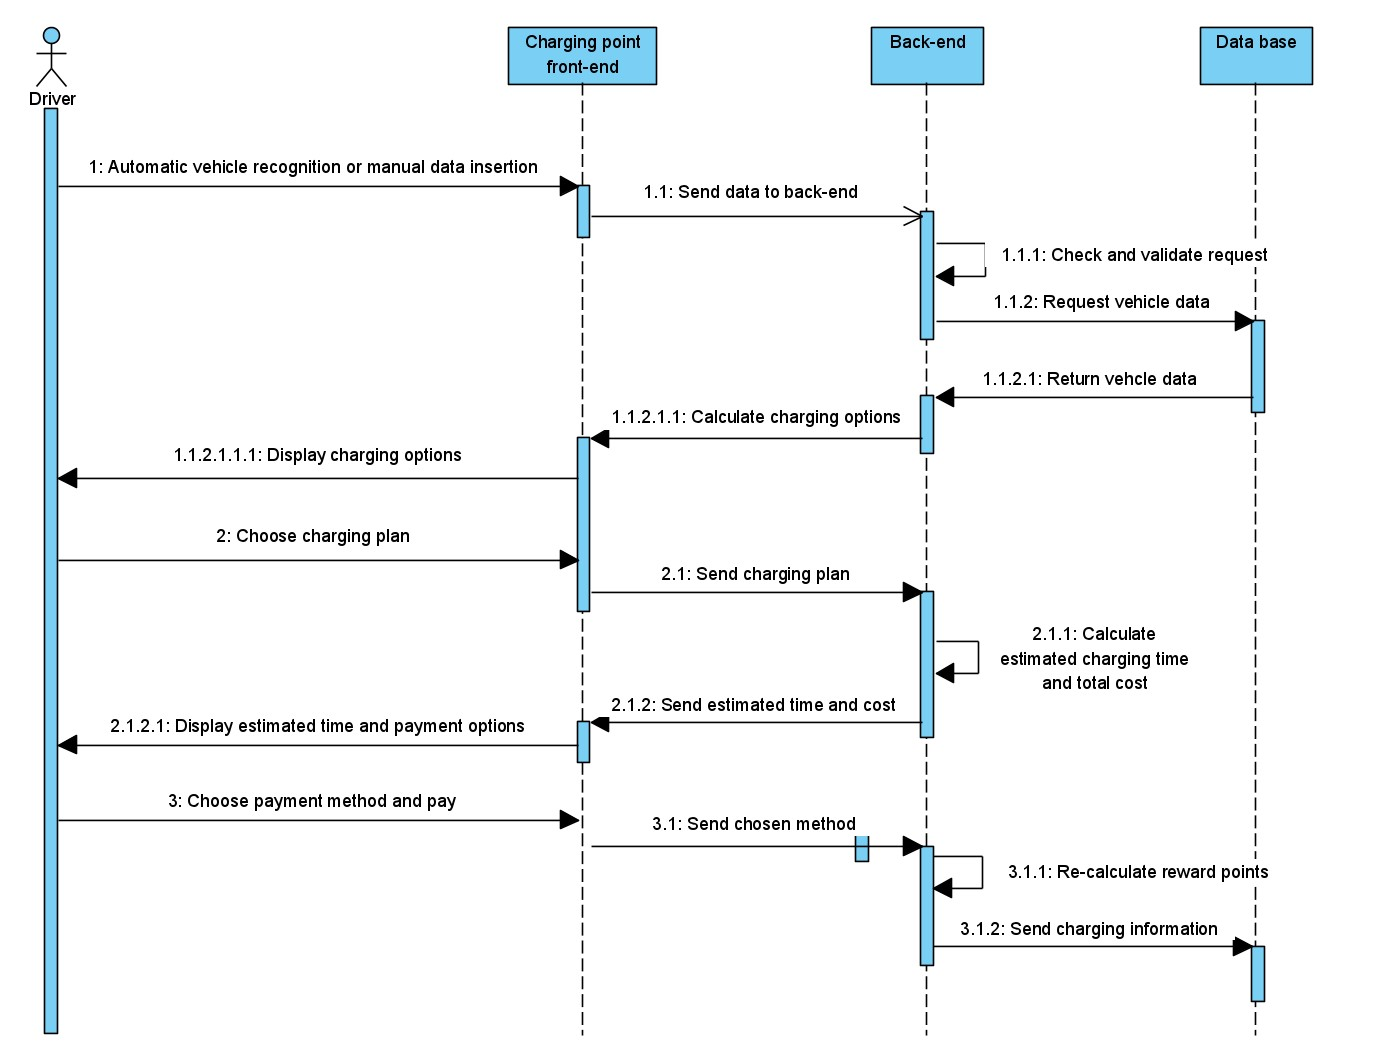 Driver
Charging point
front-end
Back-end
Data base
1: Automatic vehicle recognition or manual data insertion
1.1: Send data to back-end
1.1.1: Check and validate request
1.1.2: Request vehicle data
1.1.2.1: Return vehcle data
1.1.2.1.1: Calculate charging options
1.1.2.1.1.1: Display charging options
2: Choose charging plan
2.1: Send charging plan
2.1.1: Calculate
estimated charging time
and total cost
2.1.2: Send estimated time and cost
2.1.2.1: Display estimated time and payment options
3: Choose payment method and pay
3.1: Send chosen method
3.1.1: Re-calculate reward points
3.1.2: Send charging information